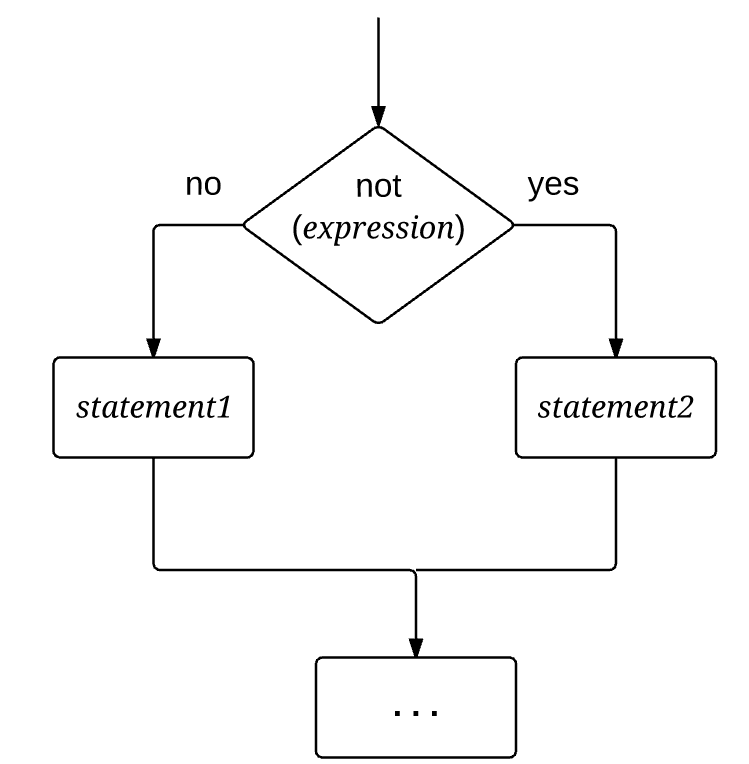 no
not
yes
(expression)
statement1
statement2
...